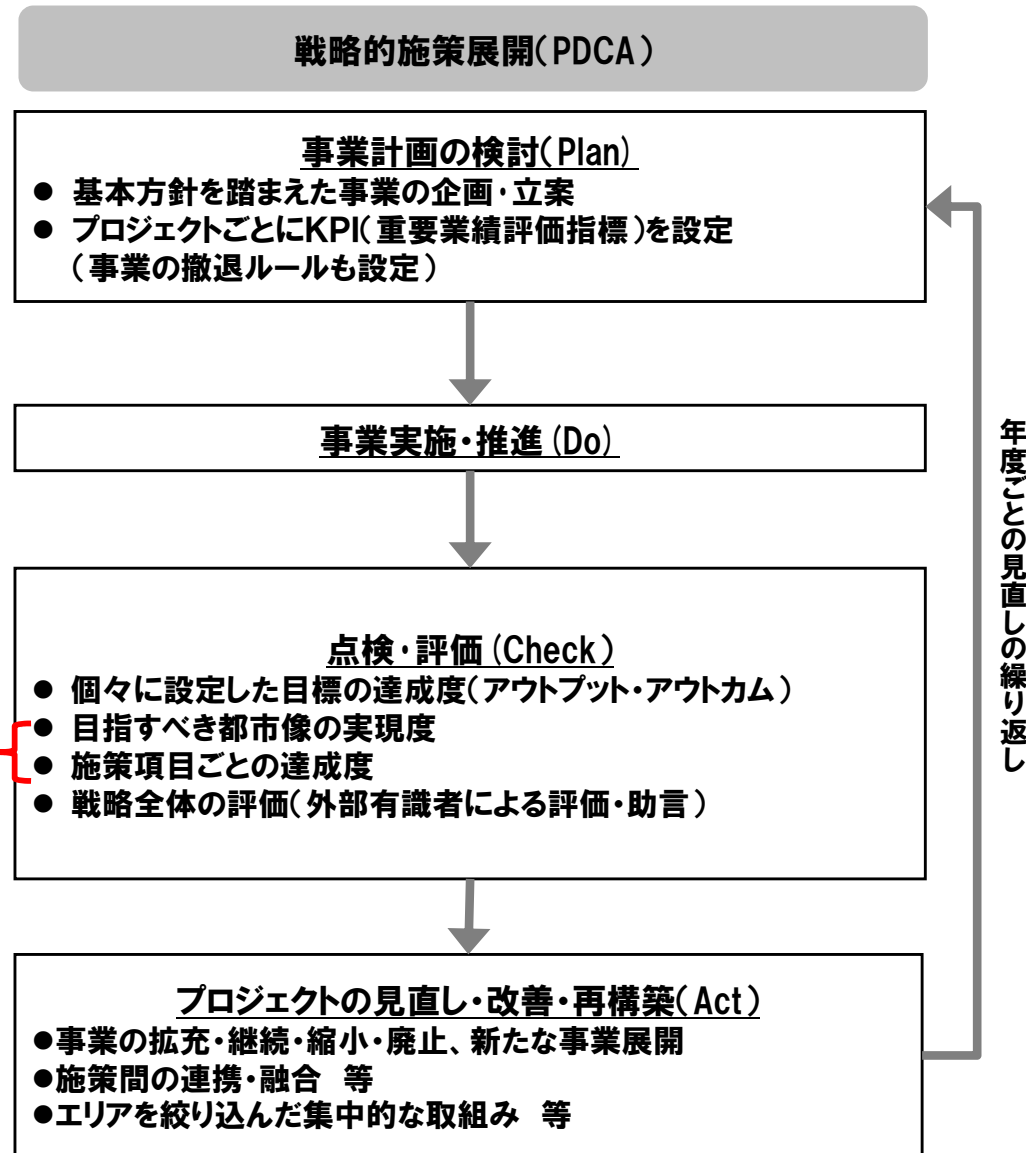 戦略的施策展開(PDCA)
事業計画の検討(Plan)
● 基本方針を踏まえた事業の企画・立案
● プロジェクトごとにKPI(重要業績評価指標)を設定
(事業の撤退ルールも設定)
事業実施・推進(Do)
点検・評価(Check)
● 個々に設定した目標の達成度(アウトプット・アウトカム)
● 目指すべき都市像の実現度
● 施策項目ごとの達成度
● 戦略全体の評価(外部有識者による評価・助言)
プロジェクトの見直し・改善・再構築(Act)
●事業の拡充・継続・縮小・廃止、新たな事業展開
●施策間の連携・融合 等
●エリアを絞り込んだ集中的な取組み 等
年度ごとの見直しの繰り返し